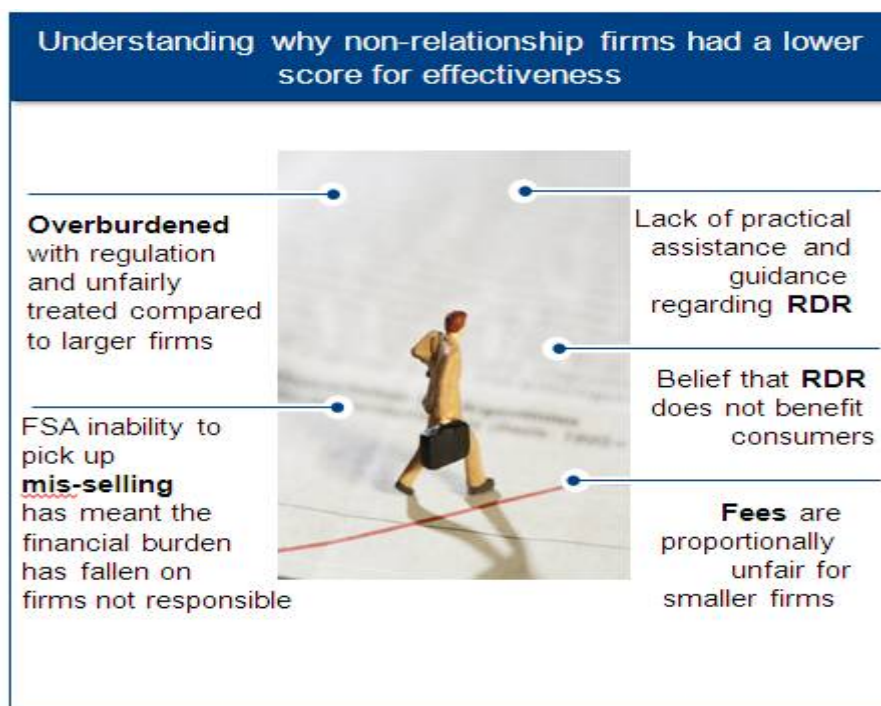 Understanding why non-relationship firms had a lower
score for effectiveness
Overburdened
with regulation
and unfairly
treated compared
to larger firms
FSA inability to
pick up
mis-selling
has meant the
financial burden
has fallen on
firms not responsible
Lack of practical
assistance and
guidance
regarding RDR
Belief that RDR
does not benefit
consumers
Fees are
proportionally
unfair for
smaller firms